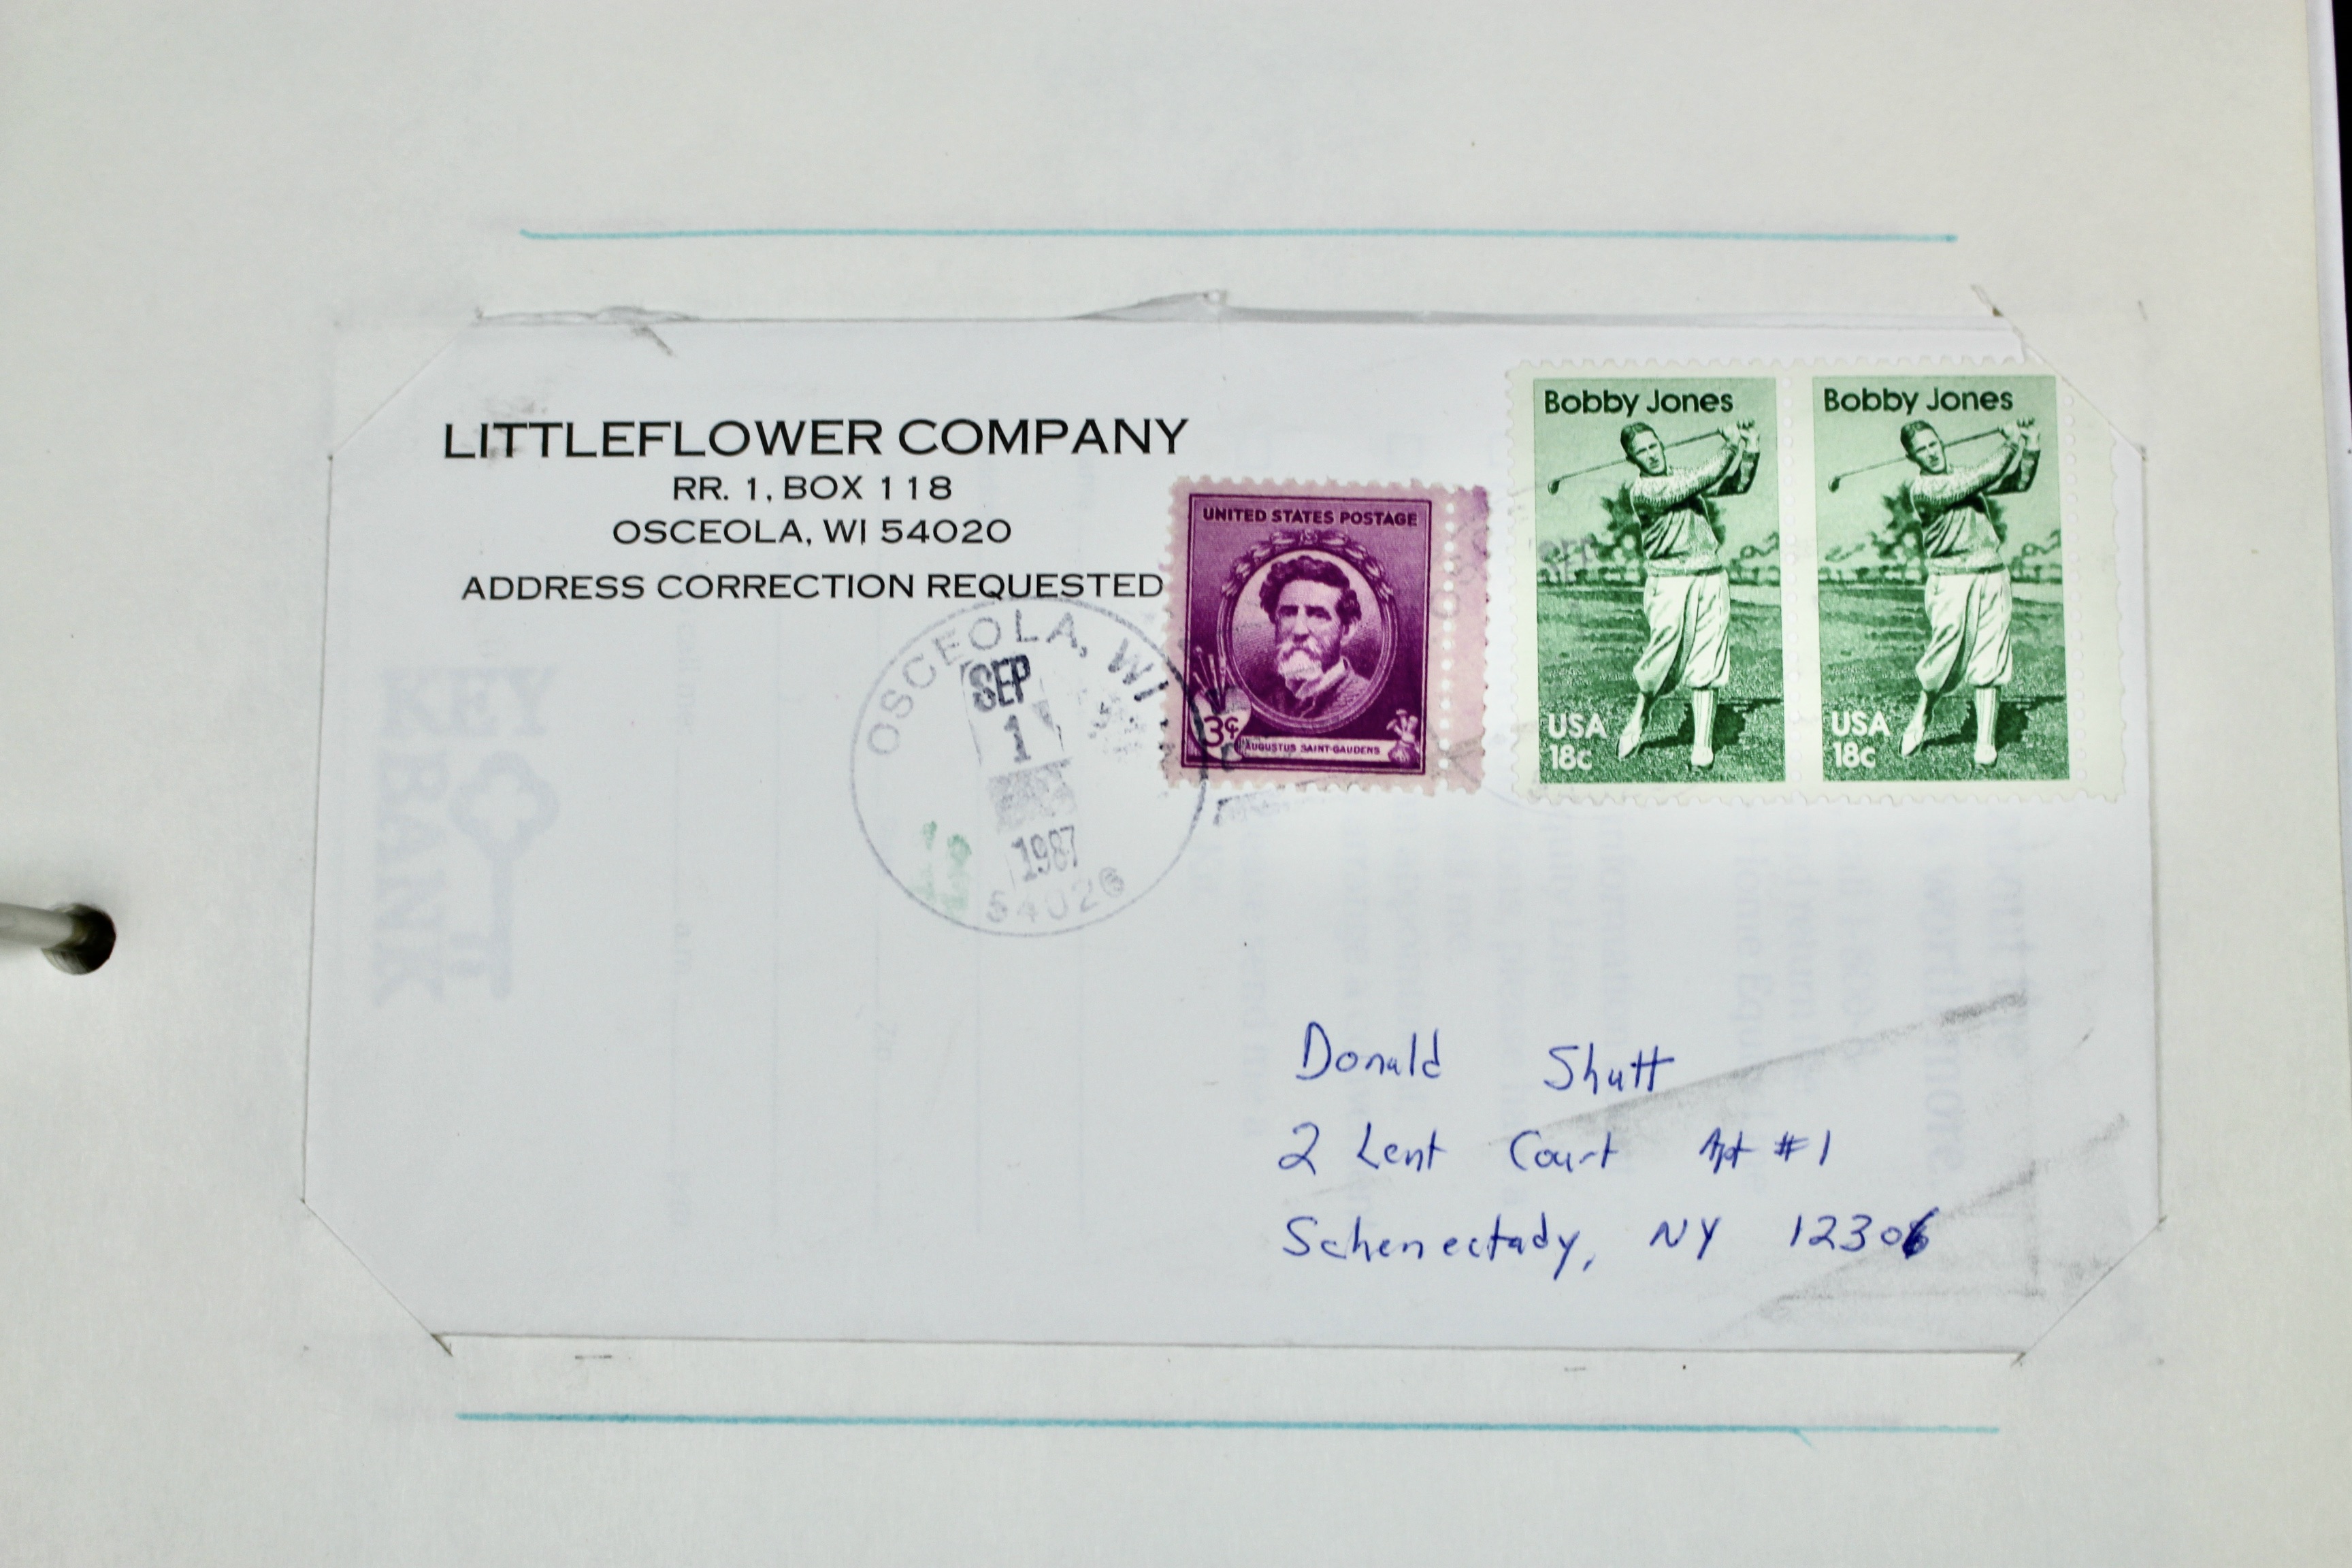 LITTLEFLOWER COMPANY
RR. 1, BOX 118
OSCEOLA, WI 54020
ADDRESS CORRECTION REQUESTED
OSCEOLA, WI
SEP
1
1987
54020
UNITED STATES POSTAGE
3¢
AUGUSTUS SAINT-GAUDENS
Bobby Jones
USA
18c
Bobby Jones
USA
18c
Donald Shutt
2 Lent Court Apt #1
Schenectady, NY 12306
KEY
BANK